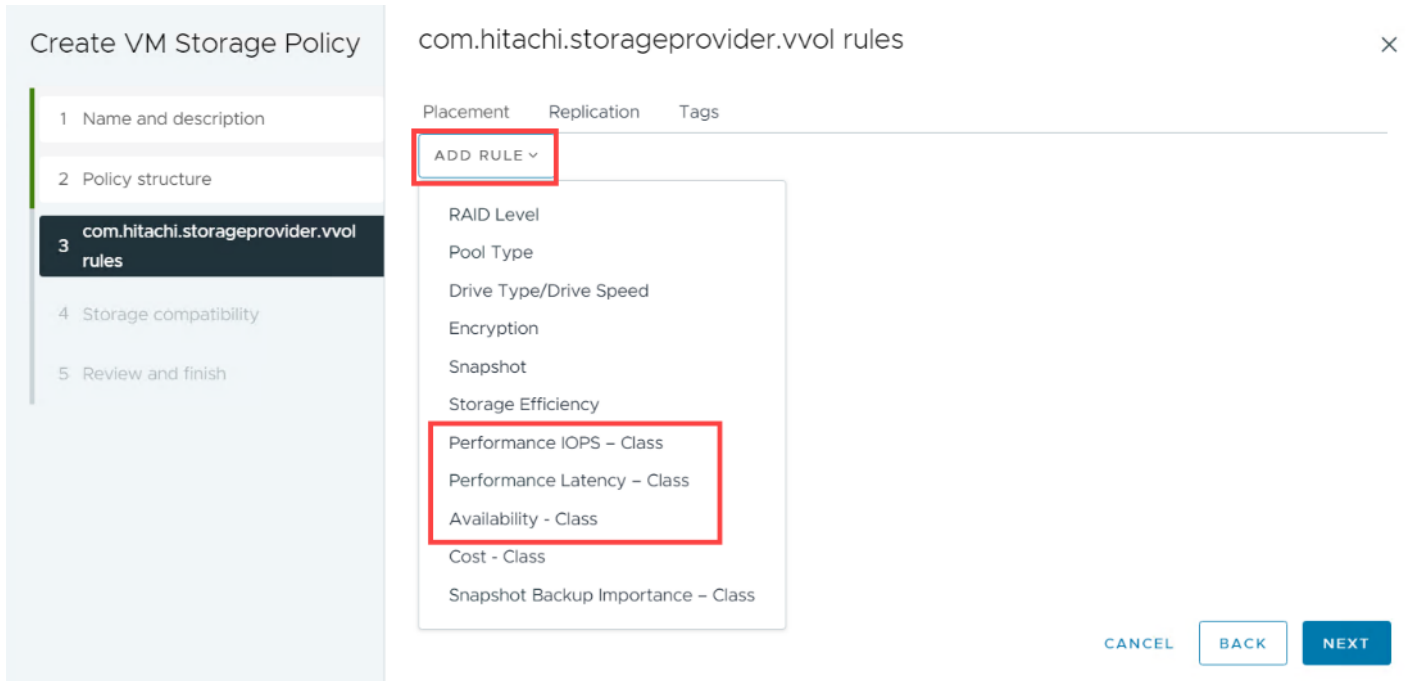 Create VM Storage Policy
1 Name and description
2 Policy structure
3 com.hitachi.storageprovider.vvol
rules
4 Storage compatibility
5 Review and finish
com.hitachi.storageprovider.vvol rules
Placement Replication Tags
ADD RULE
RAID Level
Pool Type
Drive Type/Drive Speed
Encryption
Snapshot
Storage Efficiency
Performance IOPS – Class
Performance Latency – Class
Availability - Class
Cost - Class
Snapshot Backup Importance – Class
CANCEL BACK NEXT